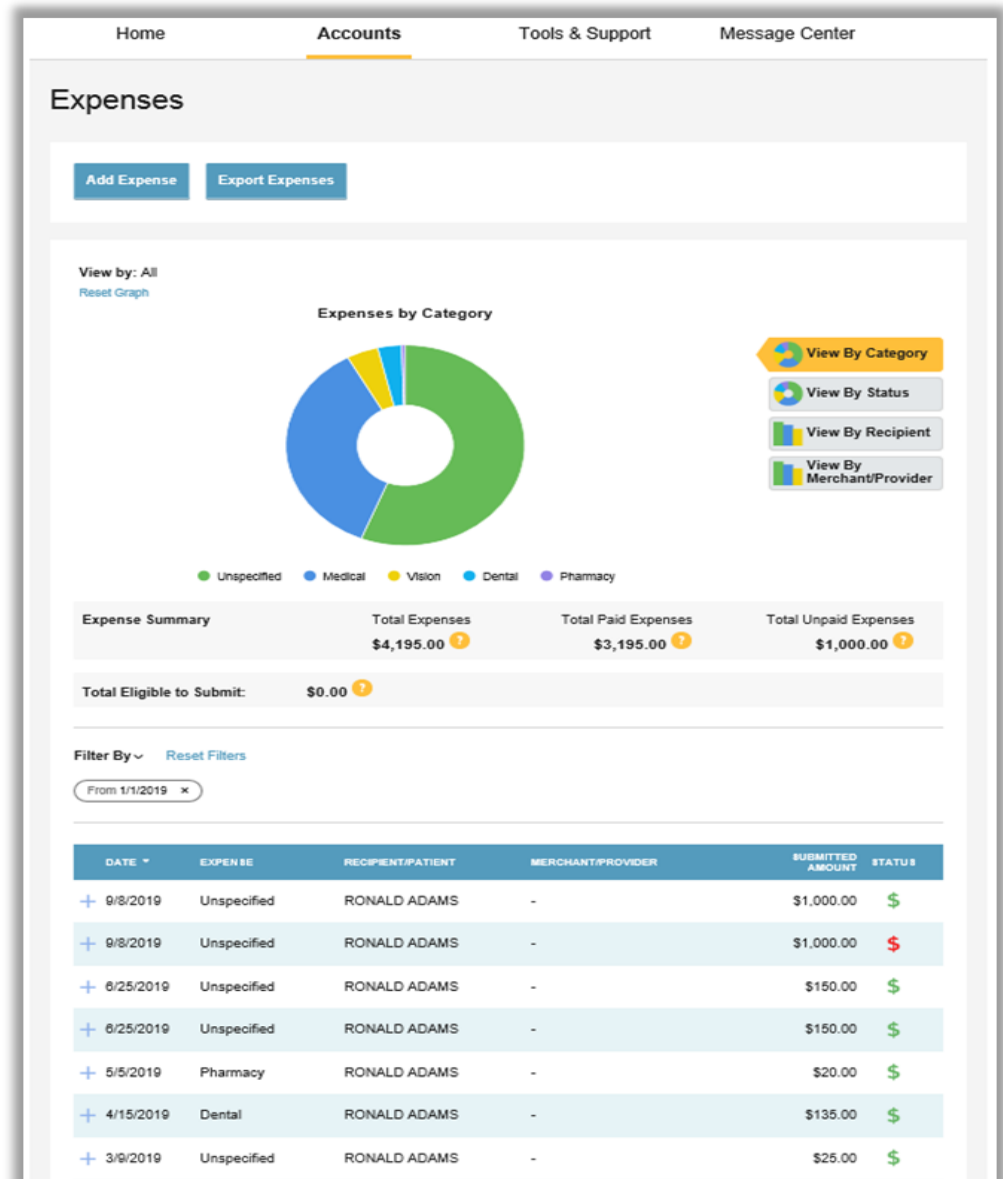 Home Accounts Tools & Support Message Center
Expenses
Add Expense Export Expenses
View by: All
Reset Graph
Expenses by Category
View By Category
View By Status
View By Recipient
View By
Merchant/Provider
Unspecified Medical Vision Dental Pharmacy
Expense Summary Total Expenses Total Paid Expenses Total Unpaid Expenses
$4,195.00 ? $3,195.00 ? $1,000.00 ?
Total Eligible to Submit: $0.00 ?
Filter By Reset Filters
From 1/1/2019 ×
DATE EXPENSE RECIPIENT/PATIENT MERCHANT/PROVIDER SUBMITTED AMOUNT STATUS
+ 9/8/2019 Unspecified RONALD ADAMS - $1,000.00 $
+ 9/8/2019 Unspecified RONALD ADAMS - $1,000.00 $
+ 6/25/2019 Unspecified RONALD ADAMS - $150.00 $
+ 6/25/2019 Unspecified RONALD ADAMS - $150.00 $
+ 5/5/2019 Pharmacy RONALD ADAMS - $20.00 $
+ 4/15/2019 Dental RONALD ADAMS - $135.00 $
+ 3/9/2019 Unspecified RONALD ADAMS - $25.00 $